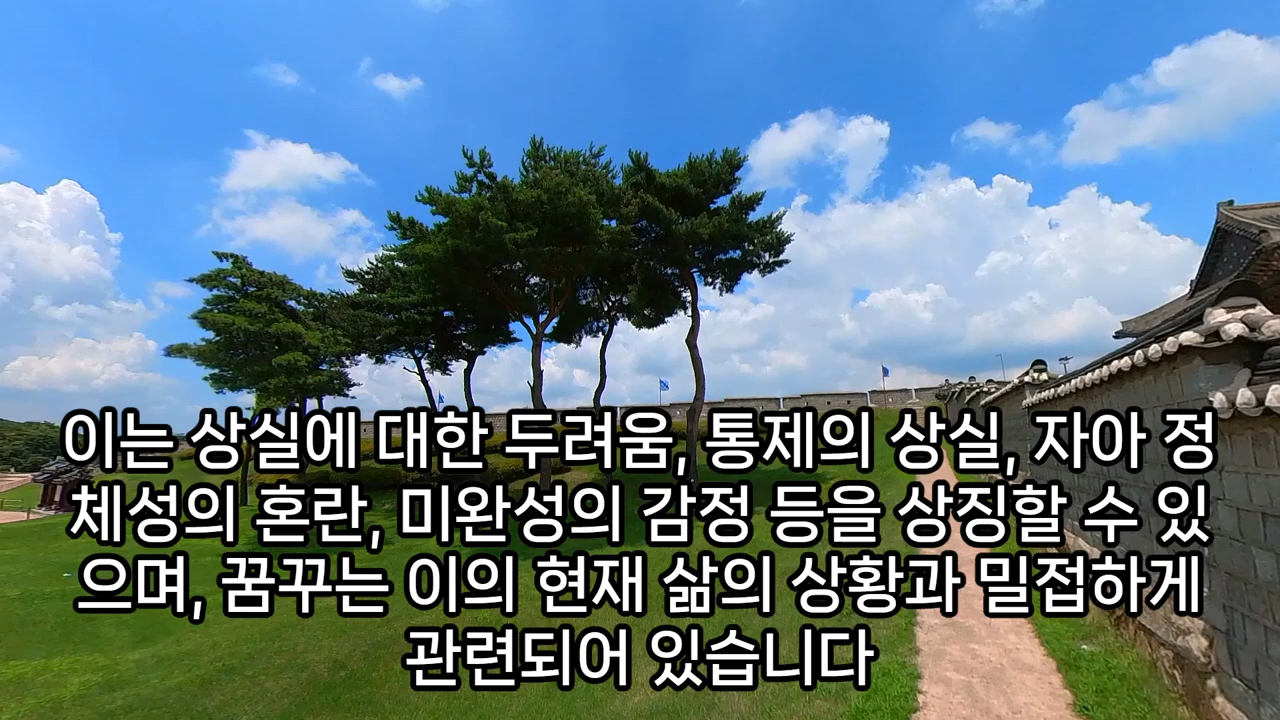 이는 상실에 대한 두려움, 통제의 상실, 자아 정
체성의 혼란, 미완성의 감정 등을 상징할 수 있
으며, 꿈꾸는 이의 현재 삶의 상황과 밀접하게
관련되어 있습니다